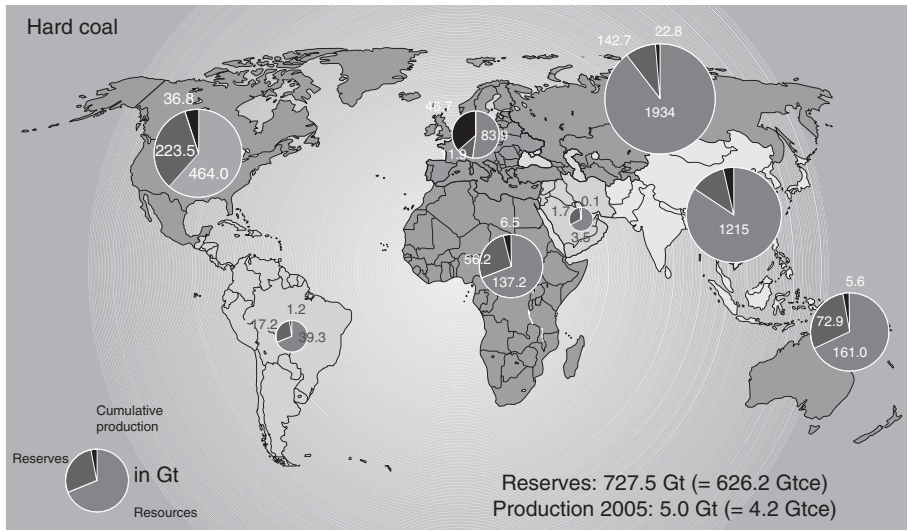 Hard coal
142.7
22.8
1934
36.8
223.5
464.0
83.9
1.9
1215
1.7
0.1
3.5
6.5
56.2
137.2
5.6
72.9
161.0
1.2
17.2
39.3
Cumulative
production
Reserves
in Gt
Resources
Reserves: 727.5 Gt (= 626.2 Gtce)
Production 2005: 5.0 Gt (= 4.2 Gtce)